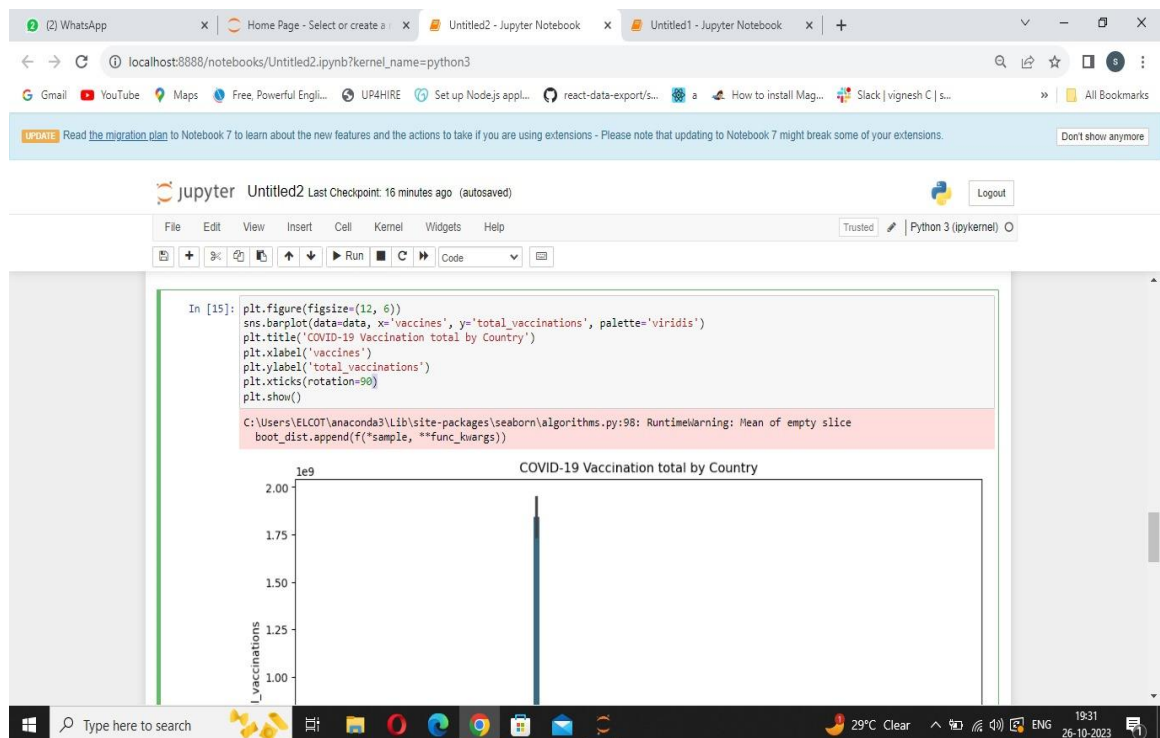 2 (2) WhatsApp
Home Page - Select or create a n
Untitled2 - Jupyter Notebook
Untitled1 - Jupyter Notebook
localhost:8888/notebooks/Untitled2.ipynb?kernel_name=python3
S
Gmail YouTube Maps Free, Powerful Engli... UP4HIRE Set up Node.js appl... react-data-export/s... a How to install Mag... Slack | vignesh C | s... » All Bookmarks
UPDATE Read the migration plan to Notebook 7 to learn about the new features and the actions to take if you are using extensions - Please note that updating to Notebook 7 might break some of your extensions. Don't show anymore
jupyter Untitled2 Last Checkpoint: 16 minutes ago (autosaved) Logout
File Edit View Insert Cell Kernel Widgets Help Trusted Python 3 (ipykernel)
Run Code
In [15]: plt.figure(figsize=(12, 6))
sns.barplot(data=data, x='vaccines', y='total_vaccinations', palette='viridis')
plt.title('COVID-19 Vaccination total by Country')
plt.xlabel('vaccines')
plt.ylabel('total_vaccinations')
plt.xticks(rotation=90)
plt.show()
C:\Users\ELCOT\anaconda3\Lib\site-packages\seaborn\algorithms.py:98: RuntimeWarning: Mean of empty slice
boot_dist.append(f(*sample, **func_kwargs))
COVID-19 Vaccination total by Country
1e9
2.00
1.75
1.50
1.25
1.00
l_vaccinations
Type here to search
29°C Clear
ENG
19:31
26-10-2023
1